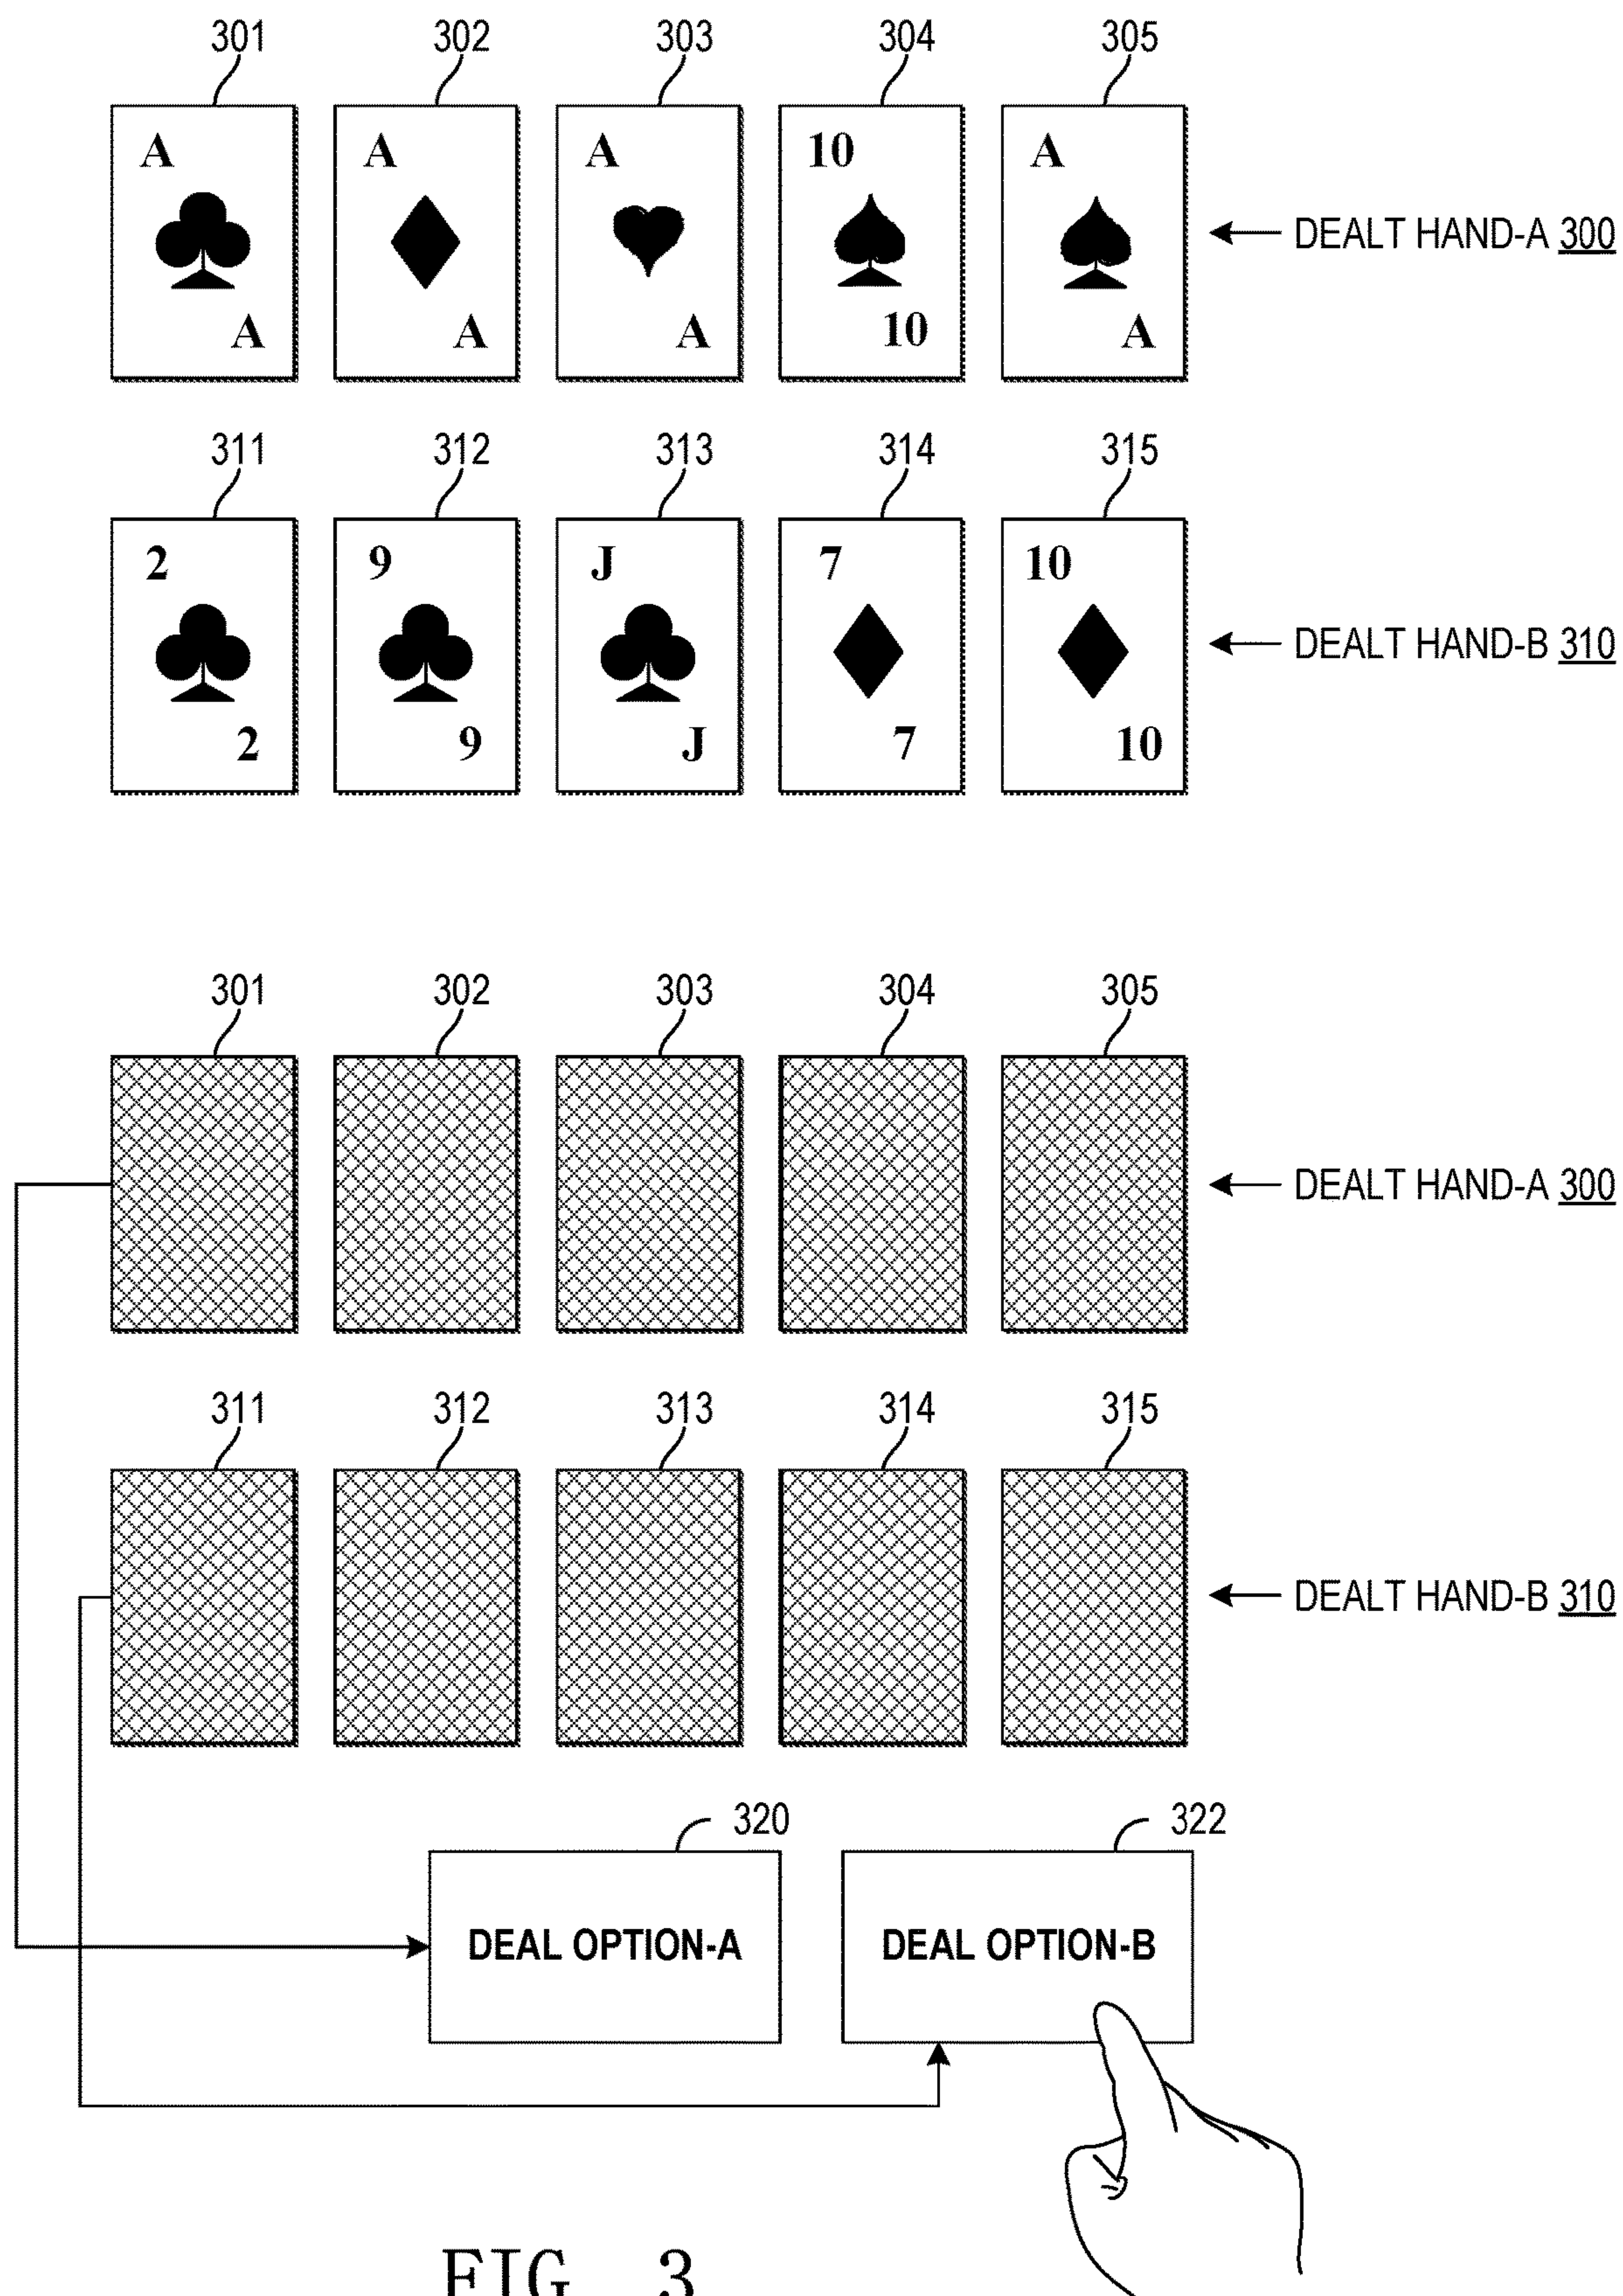 301 302 303 304 305
A A A 10 A
DEALT HAND-A 300
A A A 10 A
311 312 313 314 315
2 9 J 7 10
DEALT HAND-B 310
2 9 J 7 10
301 302 303 304 305
DEALT HAND-A 300
311 312 313 314 315
DEALT HAND-B 310
320 322
DEAL OPTION-A DEAL OPTION-B
FIG. 3